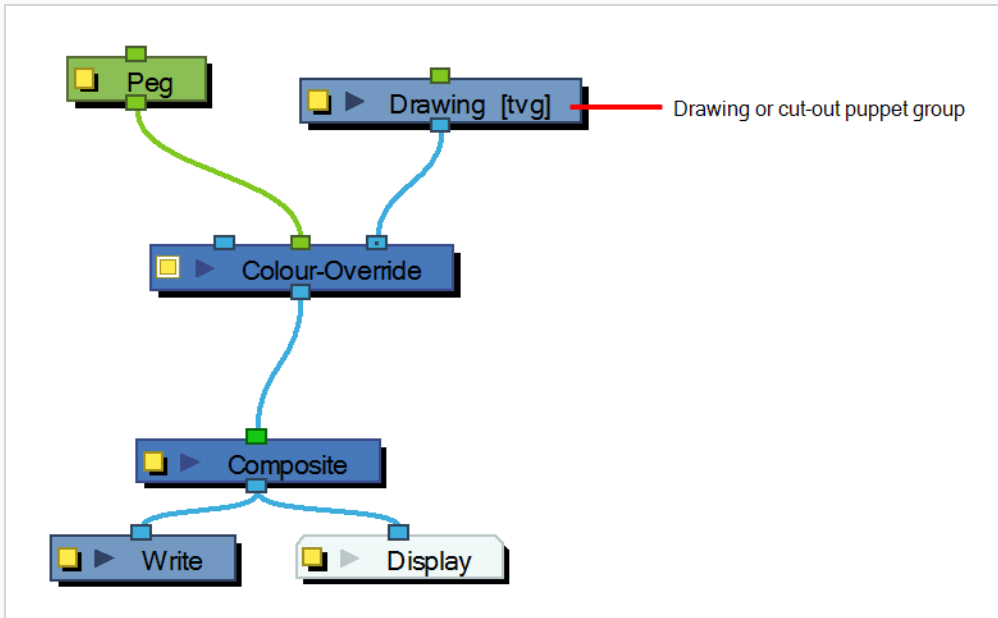 Peg
Drawing [tvg]
Drawing or cut-out puppet group
Colour-Override
Composite
Write
Display